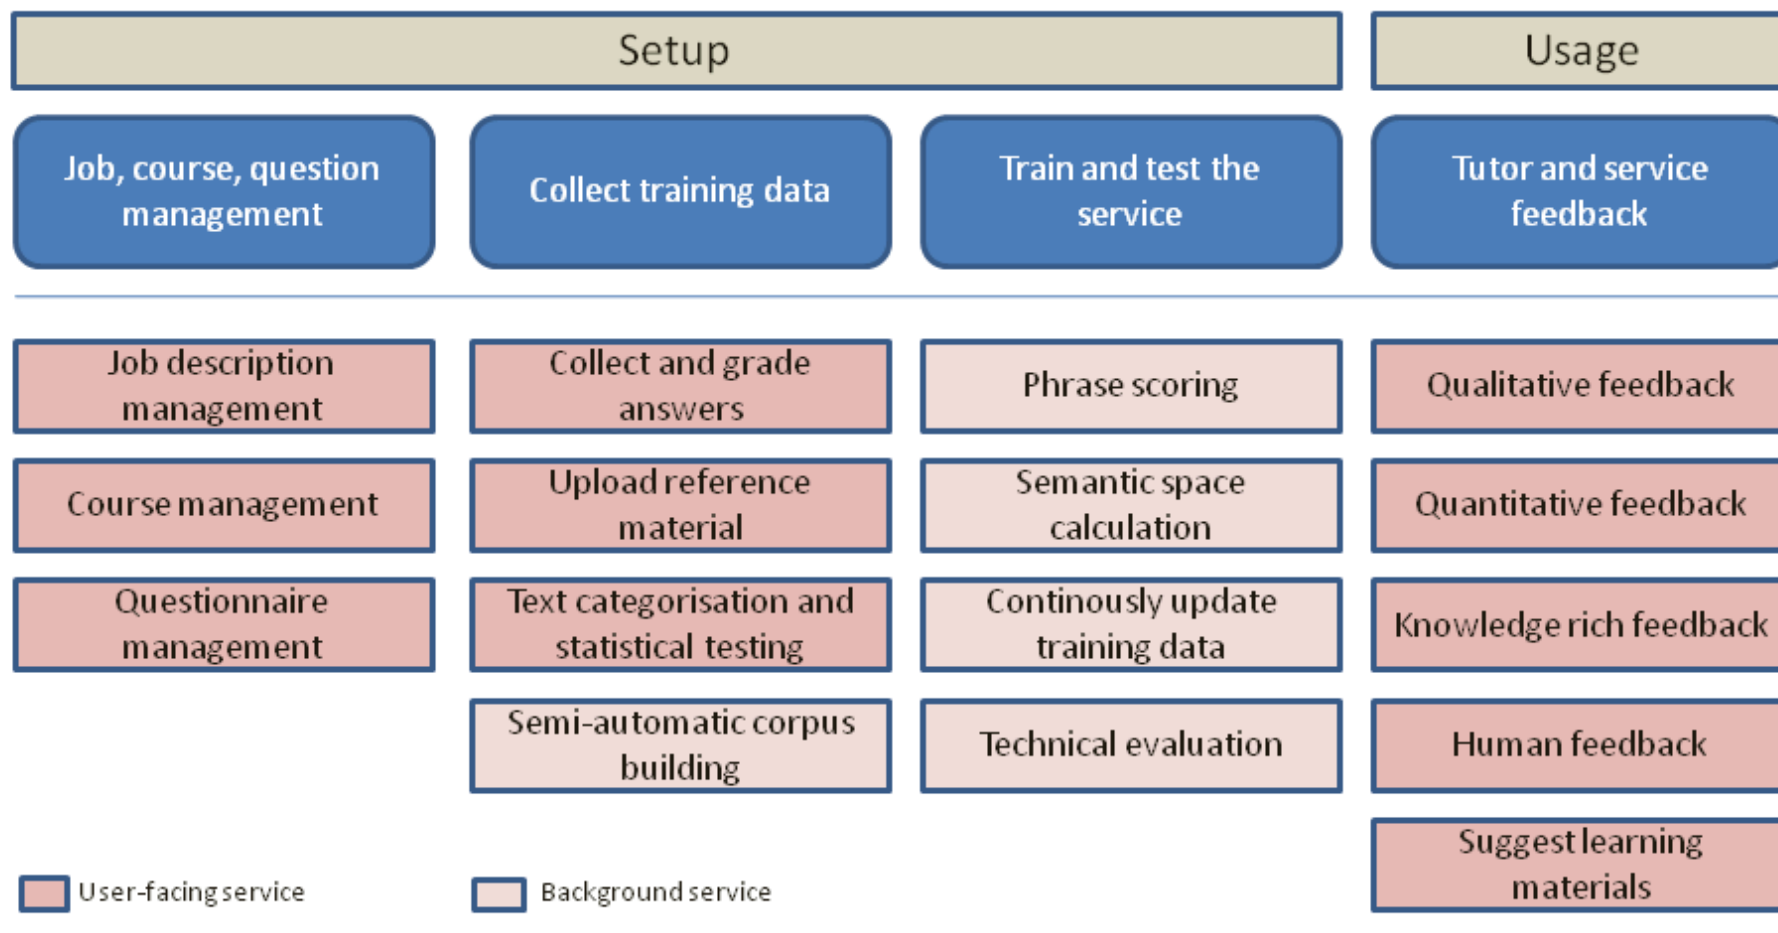 Setup
Usage
Job, course, question
management
Collect training data
Train and test the
service
Tutor and service
feedback
Job description
management
Collect and grade
answers
Phrase scoring
Qualitative feedback
Course management
Upload reference
material
Semantic space
calculation
Quantitative feedback
Questionnaire
management
Text categorisation and
statistical testing
Continously update
training data
Knowledge rich feedback
Semi-automatic corpus
building
Technical evaluation
Human feedback
Suggest learning
materials
User-facing service
Background service